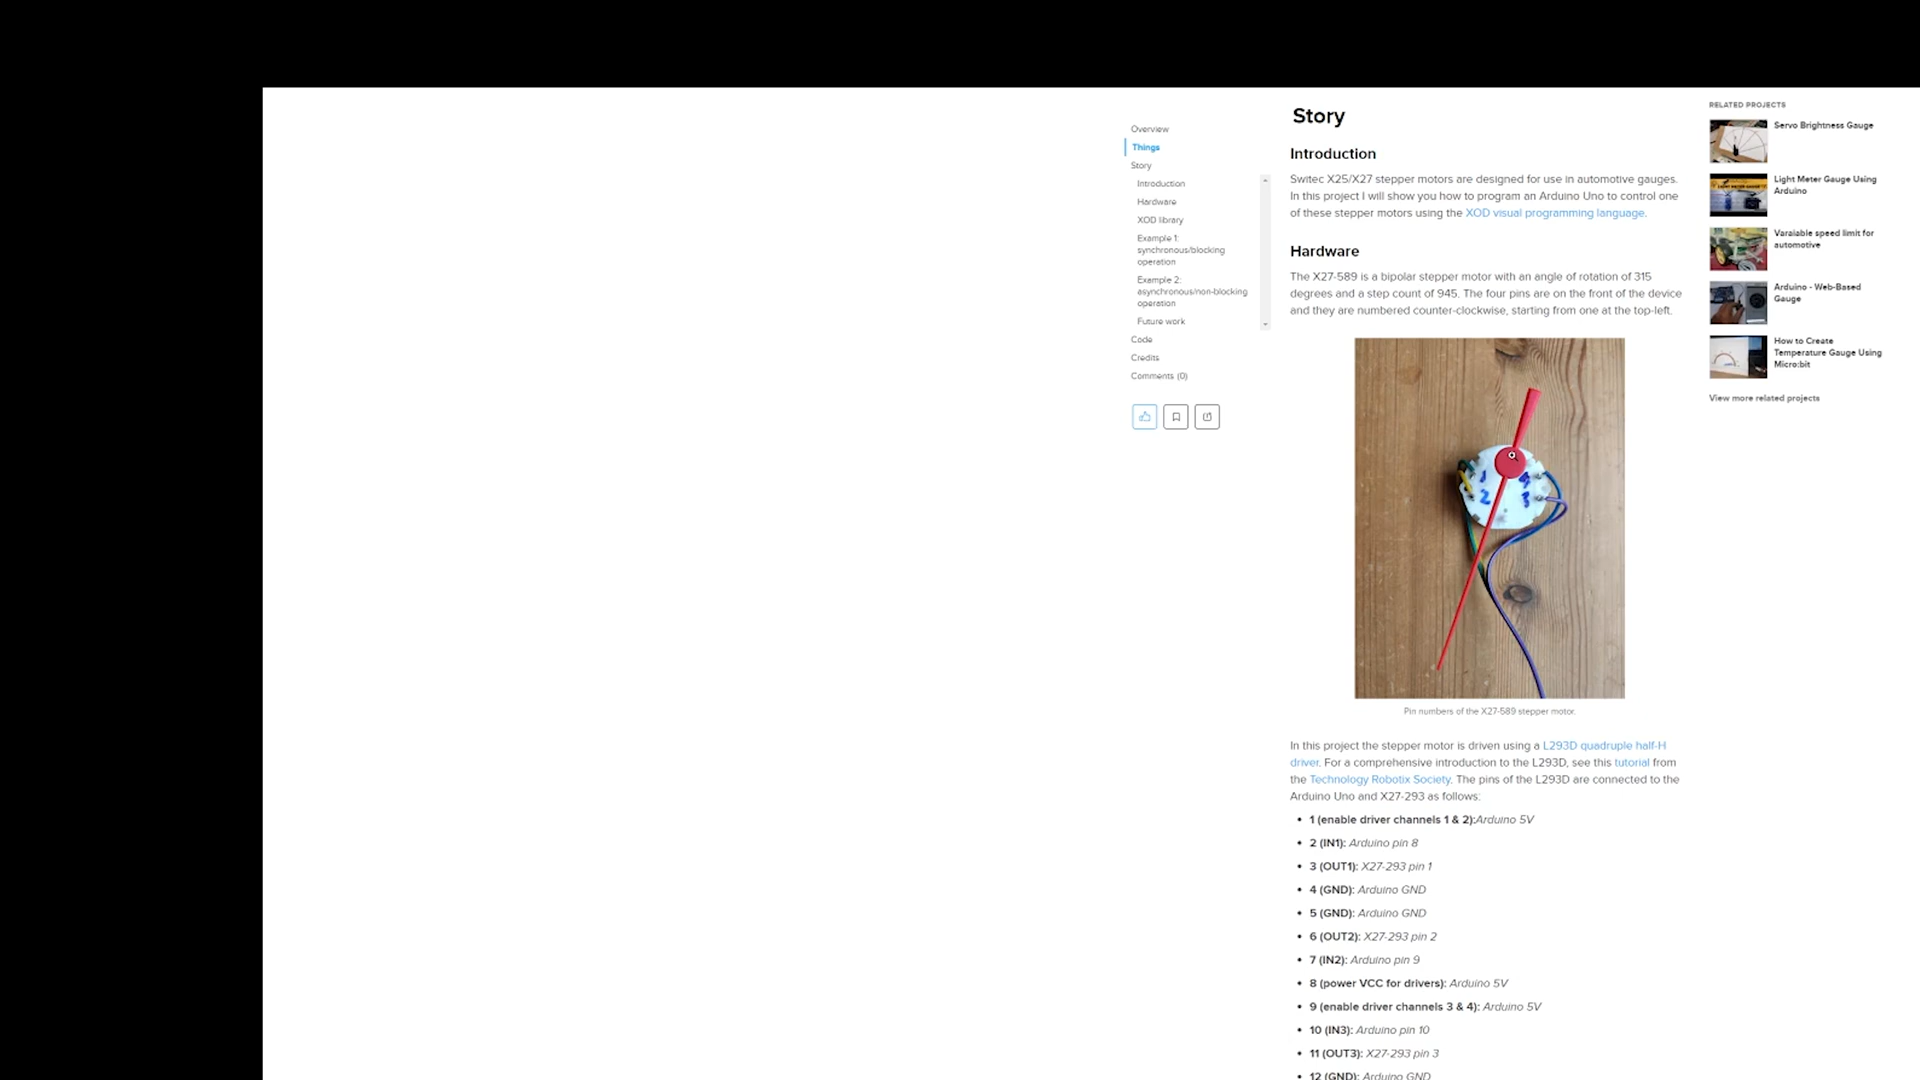 Overview
Things
Story
Introduction
Hardware
XOD library
Example 1:
synchronous/blocking
operation
Example 2:
asynchronous/non-blocking
operation
Future work
Code
Credits
Comments (0)
Story
Introduction
Switec X25/X27 stepper motors are designed for use in automotive gauges.
In this project I will show you how to program an Arduino Uno to control one
of these stepper motors using the XOD visual programming language.
Hardware
The X27-589 is a bipolar stepper motor with an angle of rotation of 315
degrees and a step count of 945. The four pins are on the front of the device
and they are numbered counter-clockwise, starting from one at the top-left.
1 4
2 3
Pin numbers of the X27-589 stepper motor.
In this project the stepper motor is driven using a L293D quadruple half-H
driver. For a comprehensive introduction to the L293D, see this tutorial from
the Technology Robotix Society. The pins of the L293D are connected to the
Arduino Uno and X27-293 as follows:
• 1 (enable driver channels 1 & 2):Arduino 5V
• 2 (IN1): Arduino pin 8
• 3 (OUT1): X27-293 pin 1
• 4 (GND): Arduino GND
• 5 (GND): Arduino GND
• 6 (OUT2): X27-293 pin 2
• 7 (IN2): Arduino pin 9
• 8 (power VCC for drivers): Arduino 5V
• 9 (enable driver channels 3 & 4): Arduino 5V
• 10 (IN3): Arduino pin 10
• 11 (OUT3): X27-293 pin 3
• 12 (GND): Arduino GND
RELATED PROJECTS
Servo Brightness Gauge
Light Meter Gauge Using
Arduino
Varaiable speed limit for
automotive
Arduino - Web-Based
Gauge
How to Create
Temperature Gauge Using
Micro:bit
View more related projects